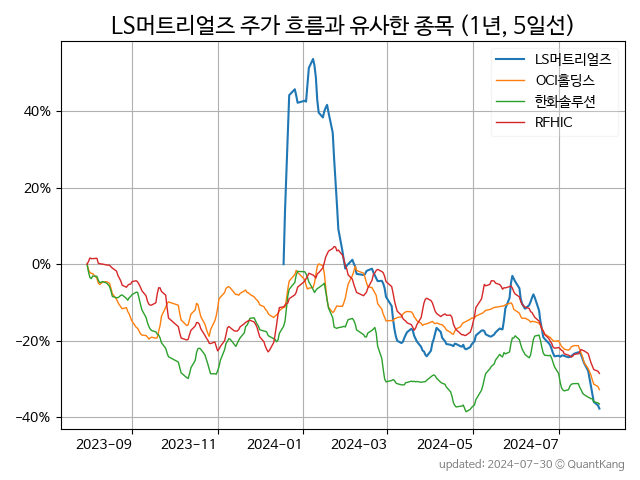 LS머트리얼즈 주가 흐름과 유사한 종목 (1년, 5일선)
LS머트리얼즈
OCI홀딩스
한화솔루션
RFHIC
40%
20%
0%
−20%
−40%
2023-09
2023-11
2024-01
2024-03
2024-05
2024-07
updated: 2024-07-30 © QuantKang